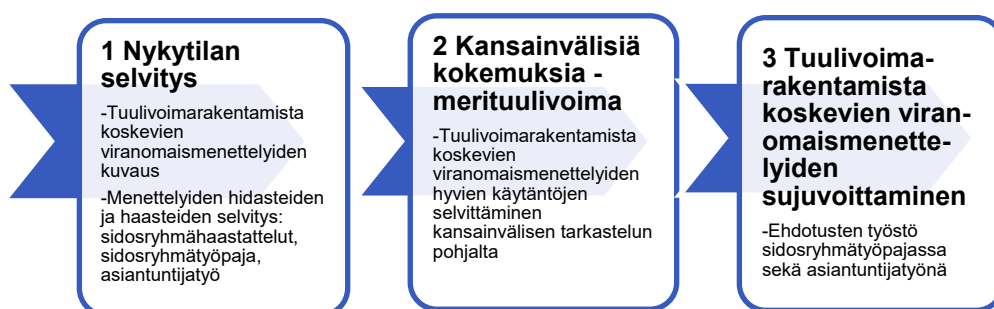 1 Nykytilan
selvitys
-Tuulivoimarakentamista
koskevien
viranomaismenettelyiden
kuvaus
-Menettelyiden hidasteiden
ja haasteiden selvitys:
sidosryhmähaastattelut,
sidosryhmätyöpaja,
asiantuntijatyö
2 Kansainvälisiä
kokemuksia -
merituulivoima
-Tuulivoimarakentamista
koskevien
viranomaismenettelyiden
hyvien käytäntöjen
selvittäminen
kansainvälisen tarkastelun
pohjalta
3 Tuulivoima-
rakentamista
koskevien viran-
omaismenette-
lyiden
sujuvoittaminen
-Ehdotusten työstö
sidosryhmätyöpajassa
sekä asiantuntijatyönä